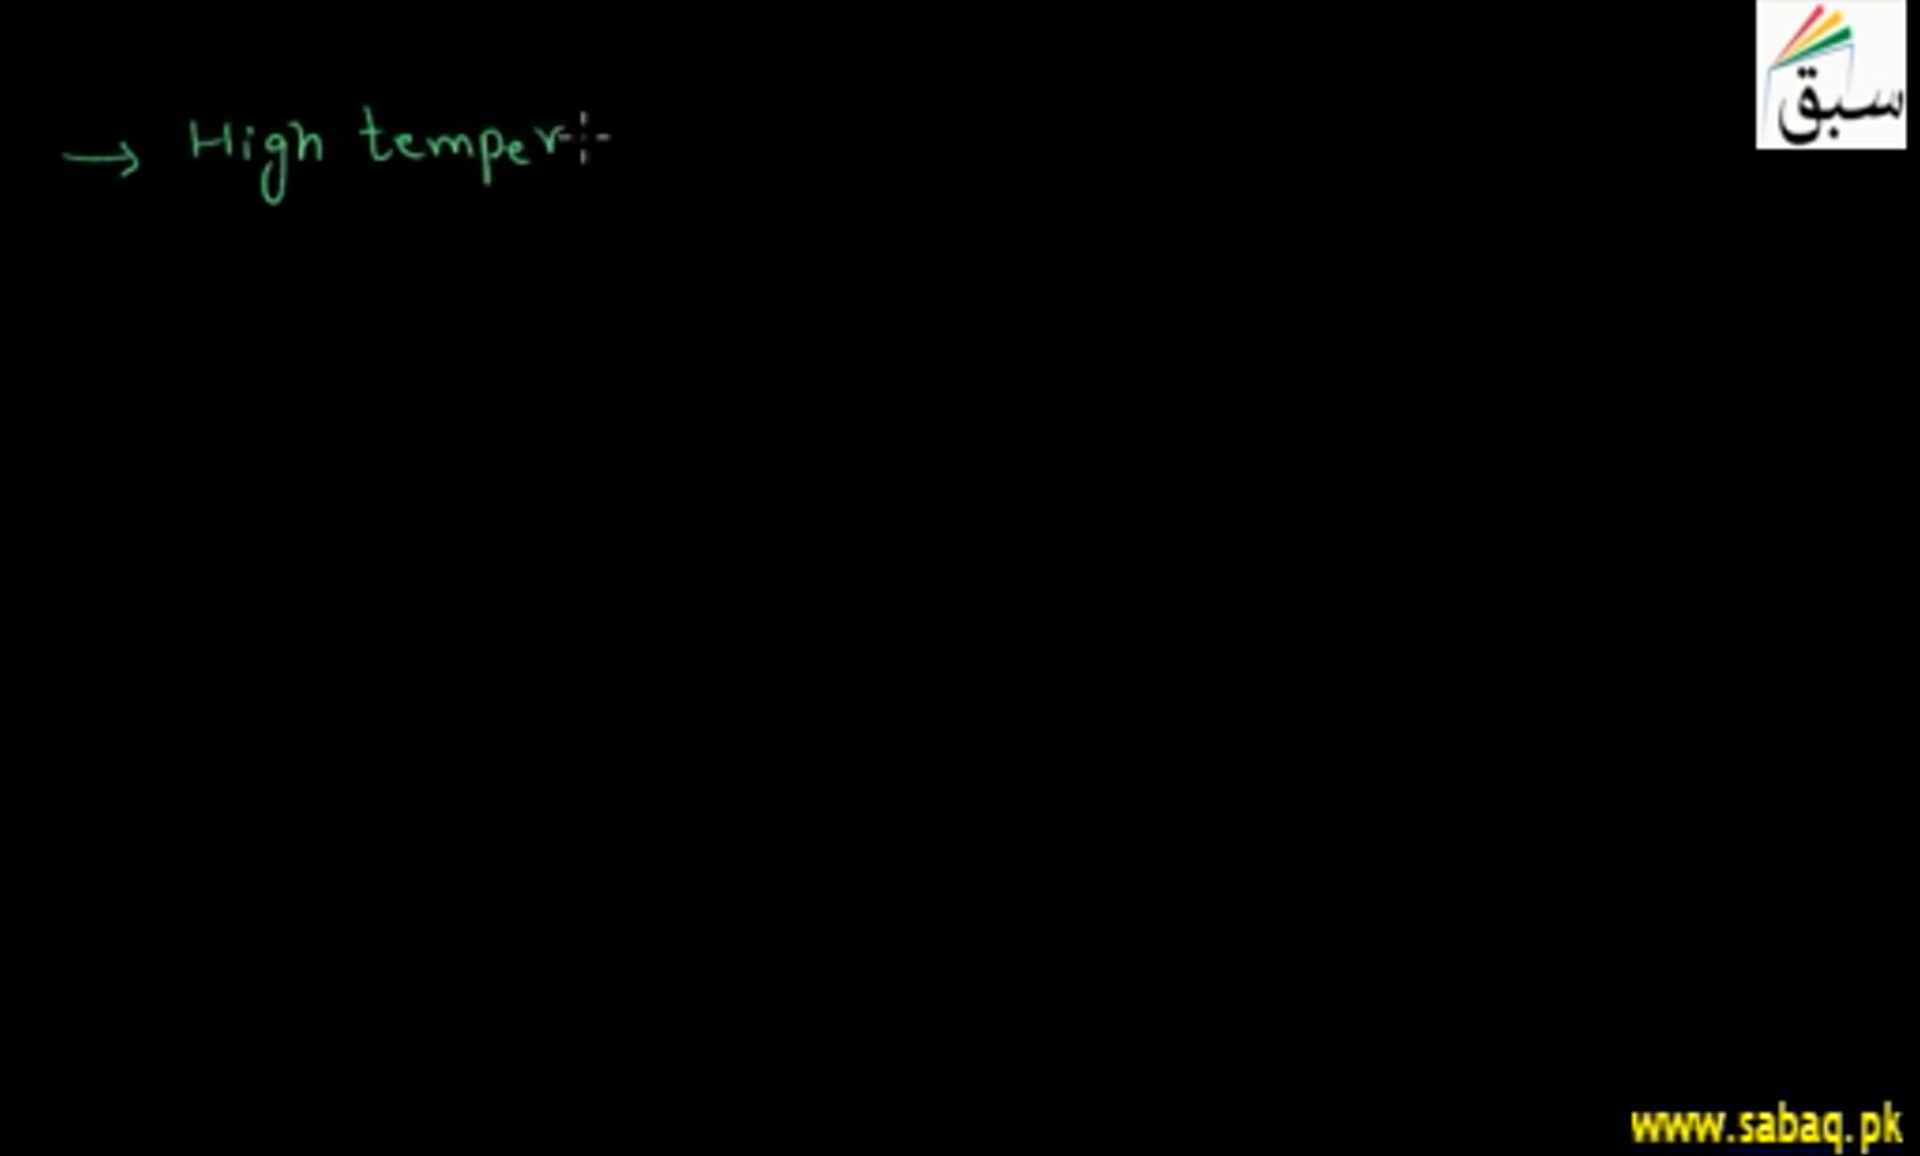 → High temper
سبق
www.sabaq.pk